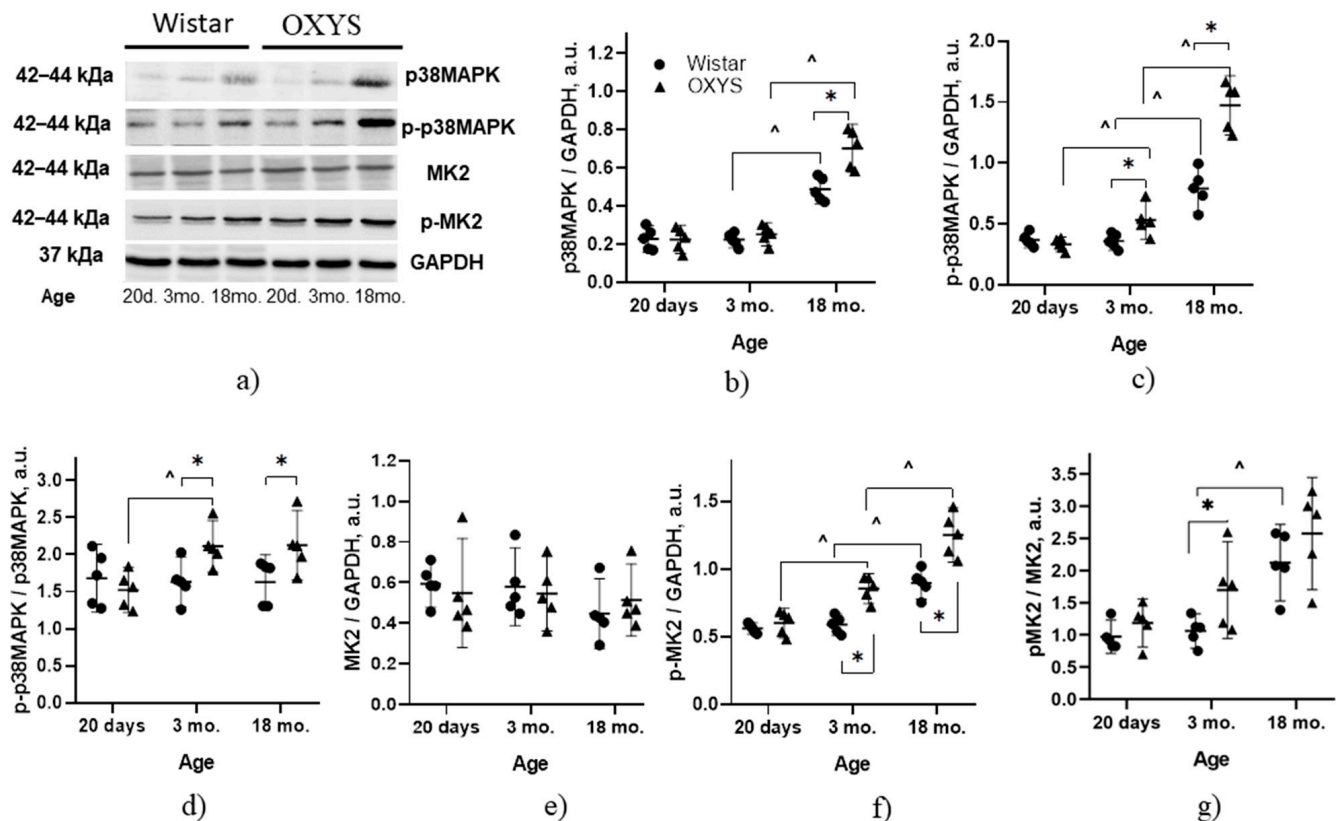 Wistar OXYS
42–44 кДа p38MAPK
42–44 кДа p-p38MAPK
42–44 кДа MK2
42–44 кДа p-MK2
37 кДа GAPDH
Age 20d. 3mo. 18mo. 20d. 3mo. 18mo.
a)
p38MAPK / GAPDH, a.u.
1.2
1.0
0.8
0.6
0.4
0.2
0.0
Wistar
OXYS
^
^
*
20 days 3 mo. 18 mo.
Age
b)
p-p38MAPK / GAPDH, a.u.
2.0
1.5
1.0
0.5
0.0
^ *
^
^
*
20 days 3 mo. 18 mo.
Age
c)
p-p38MAPK / p38MAPK, a.u.
3.0
2.5
2.0
1.5
1.0
0.5
0.0
^ * *
20 days 3 mo. 18 mo.
Age
d)
MK2 / GAPDH, a.u.
1.2
1.0
0.8
0.6
0.4
0.2
0.0
20 days 3 mo. 18 mo.
Age
e)
p-MK2 / GAPDH, a.u.
1.5
1.0
0.5
0.0
^
^
^
*
*
20 days 3 mo. 18 mo.
Age
f)
pMK2 / MK2, a.u.
3.5
3.0
2.5
2.0
1.5
1.0
0.5
0.0
^
*
20 days 3 mo. 18 mo.
Age
g)